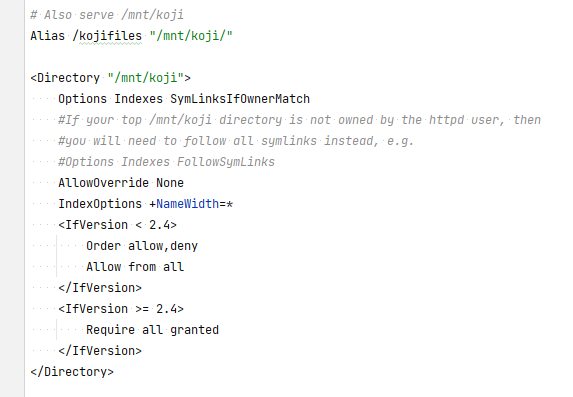 # Also serve /mnt/koji
Alias /kojifiles "/mnt/koji/"

<Directory "/mnt/koji">
    Options Indexes SymLinksIfOwnerMatch
    #If your top /mnt/koji directory is not owned by the httpd user, then
    #you will need to follow all symlinks instead, e.g.
    #Options Indexes FollowSymLinks
    AllowOverride None
    IndexOptions +NameWidth=*
    <IfVersion < 2.4>
        Order allow,deny
        Allow from all
    </IfVersion>
    <IfVersion >= 2.4>
        Require all granted
    </IfVersion>
</Directory>